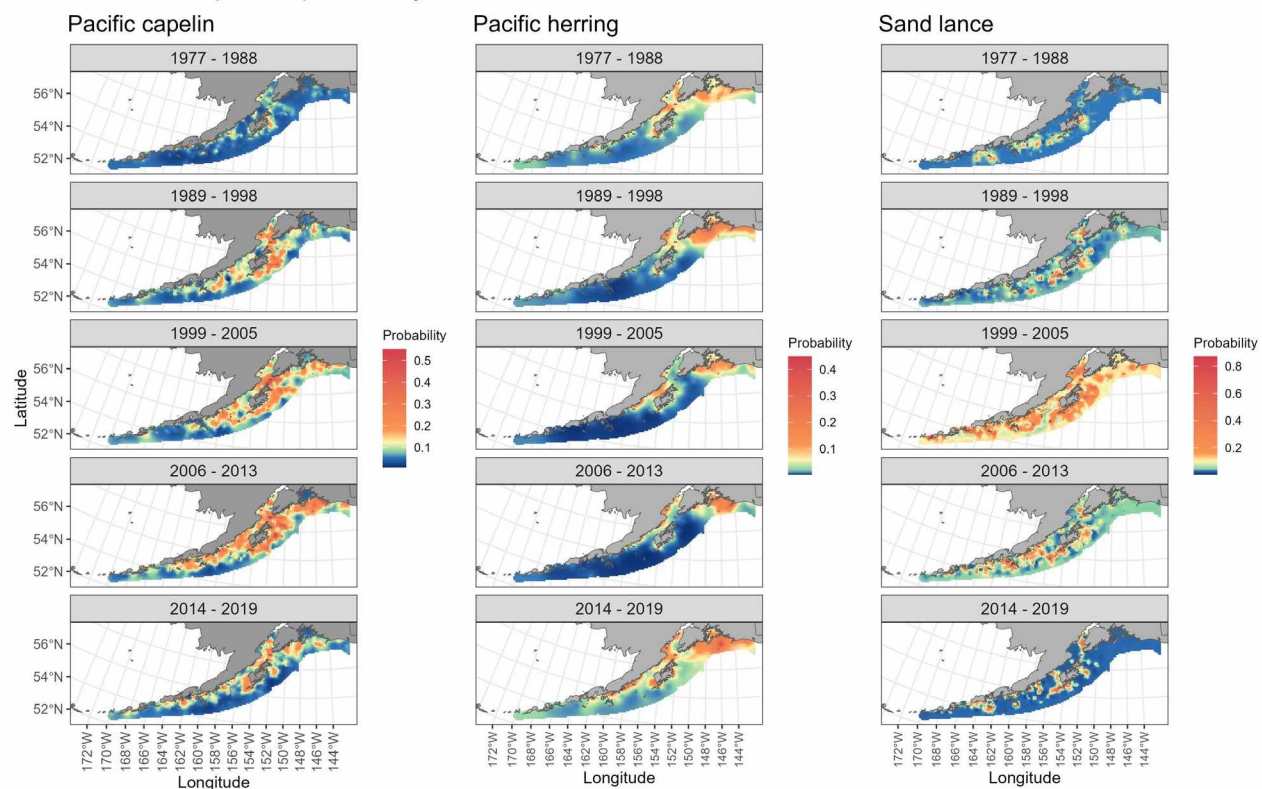 Pacific capelin
Pacific herring
Sand lance
1977 - 1988
1977 - 1988
1977 - 1988
56°N
54°N
52°N
1989 - 1998
1989 - 1998
1989 - 1998
56°N
54°N
52°N
1999 - 2005
1999 - 2005
1999 - 2005
56°N
54°N
52°N
Latitude
Probability
0.5
0.4
0.3
0.2
0.1
Probability
0.4
0.3
0.2
0.1
Probability
0.8
0.6
0.4
0.2
2006 - 2013
2006 - 2013
2006 - 2013
56°N
54°N
52°N
2014 - 2019
2014 - 2019
2014 - 2019
56°N
54°N
52°N
172°W
170°W
168°W
166°W
164°W
162°W
160°W
158°W
156°W
154°W
152°W
150°W
148°W
146°W
144°W
172°W
170°W
168°W
166°W
164°W
162°W
160°W
158°W
156°W
154°W
152°W
150°W
148°W
146°W
144°W
172°W
170°W
168°W
166°W
164°W
162°W
160°W
158°W
156°W
154°W
152°W
150°W
148°W
146°W
144°W
Longitude
Longitude
Longitude